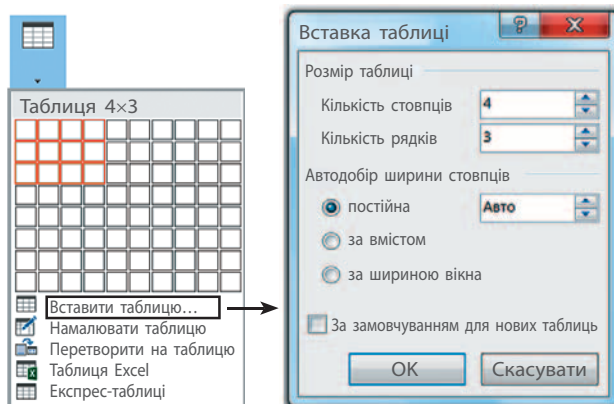 Таблиця 4×3
Вставити таблицю...
Намалювати таблицю
Перетворити на таблицю
Таблиця Excel
Експрес-таблиці
Вставка таблиці
Розмір таблиці
Кількість стовпців 4
Кількість рядків 3
Автодобір ширини стовпців
постійна Авто
за вмістом
за шириною вікна
За замовчуванням для нових таблиць
ОК Скасувати